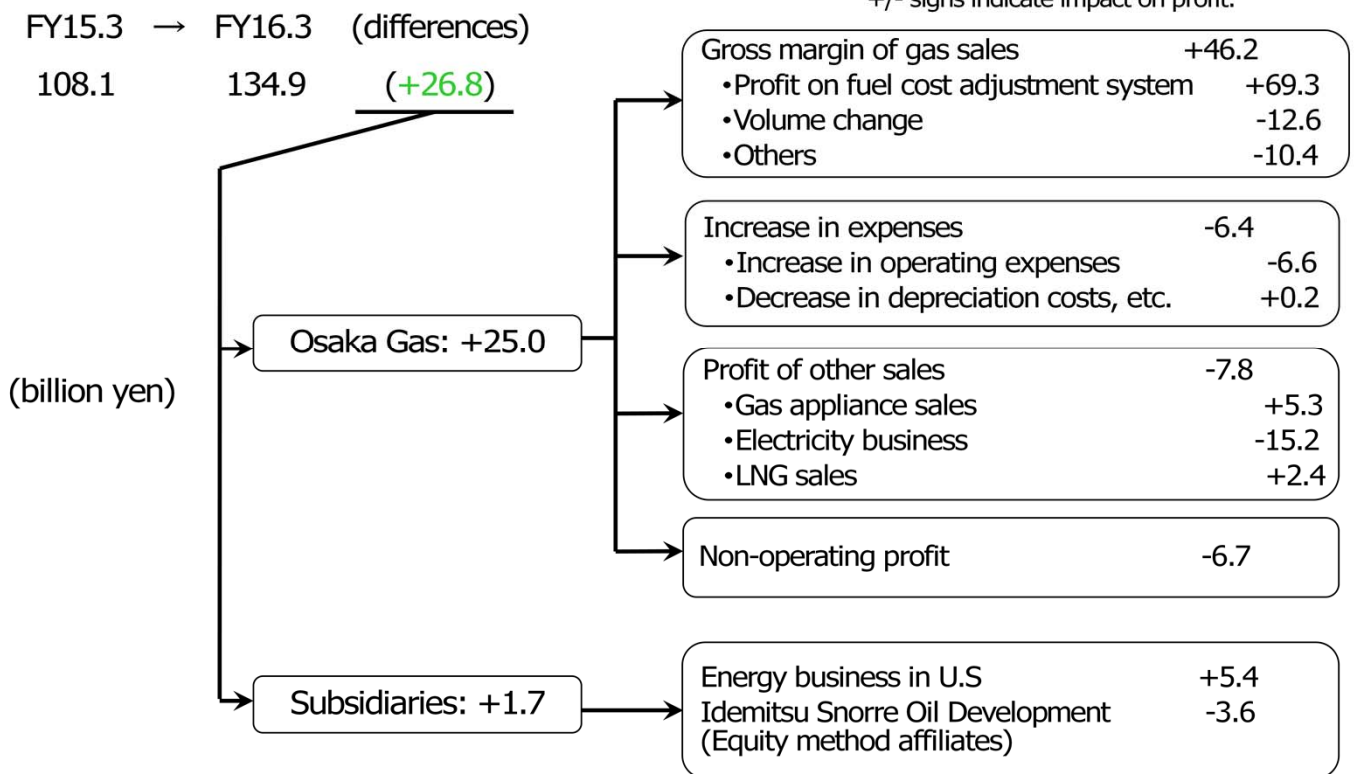 +/- signs indicate impact on profit.
FY15.3 → FY16.3 (differences)
108.1 134.9 (+26.8)
(billion yen)
Osaka Gas: +25.0
Gross margin of gas sales +46.2
・Profit on fuel cost adjustment system +69.3
・Volume change -12.6
・Others -10.4
Increase in expenses -6.4
・Increase in operating expenses -6.6
・Decrease in depreciation costs, etc. +0.2
Profit of other sales -7.8
・Gas appliance sales +5.3
・Electricity business -15.2
・LNG sales +2.4
Non-operating profit -6.7
Subsidiaries: +1.7
Energy business in U.S +5.4
Idemitsu Snorre Oil Development -3.6
(Equity method affiliates)